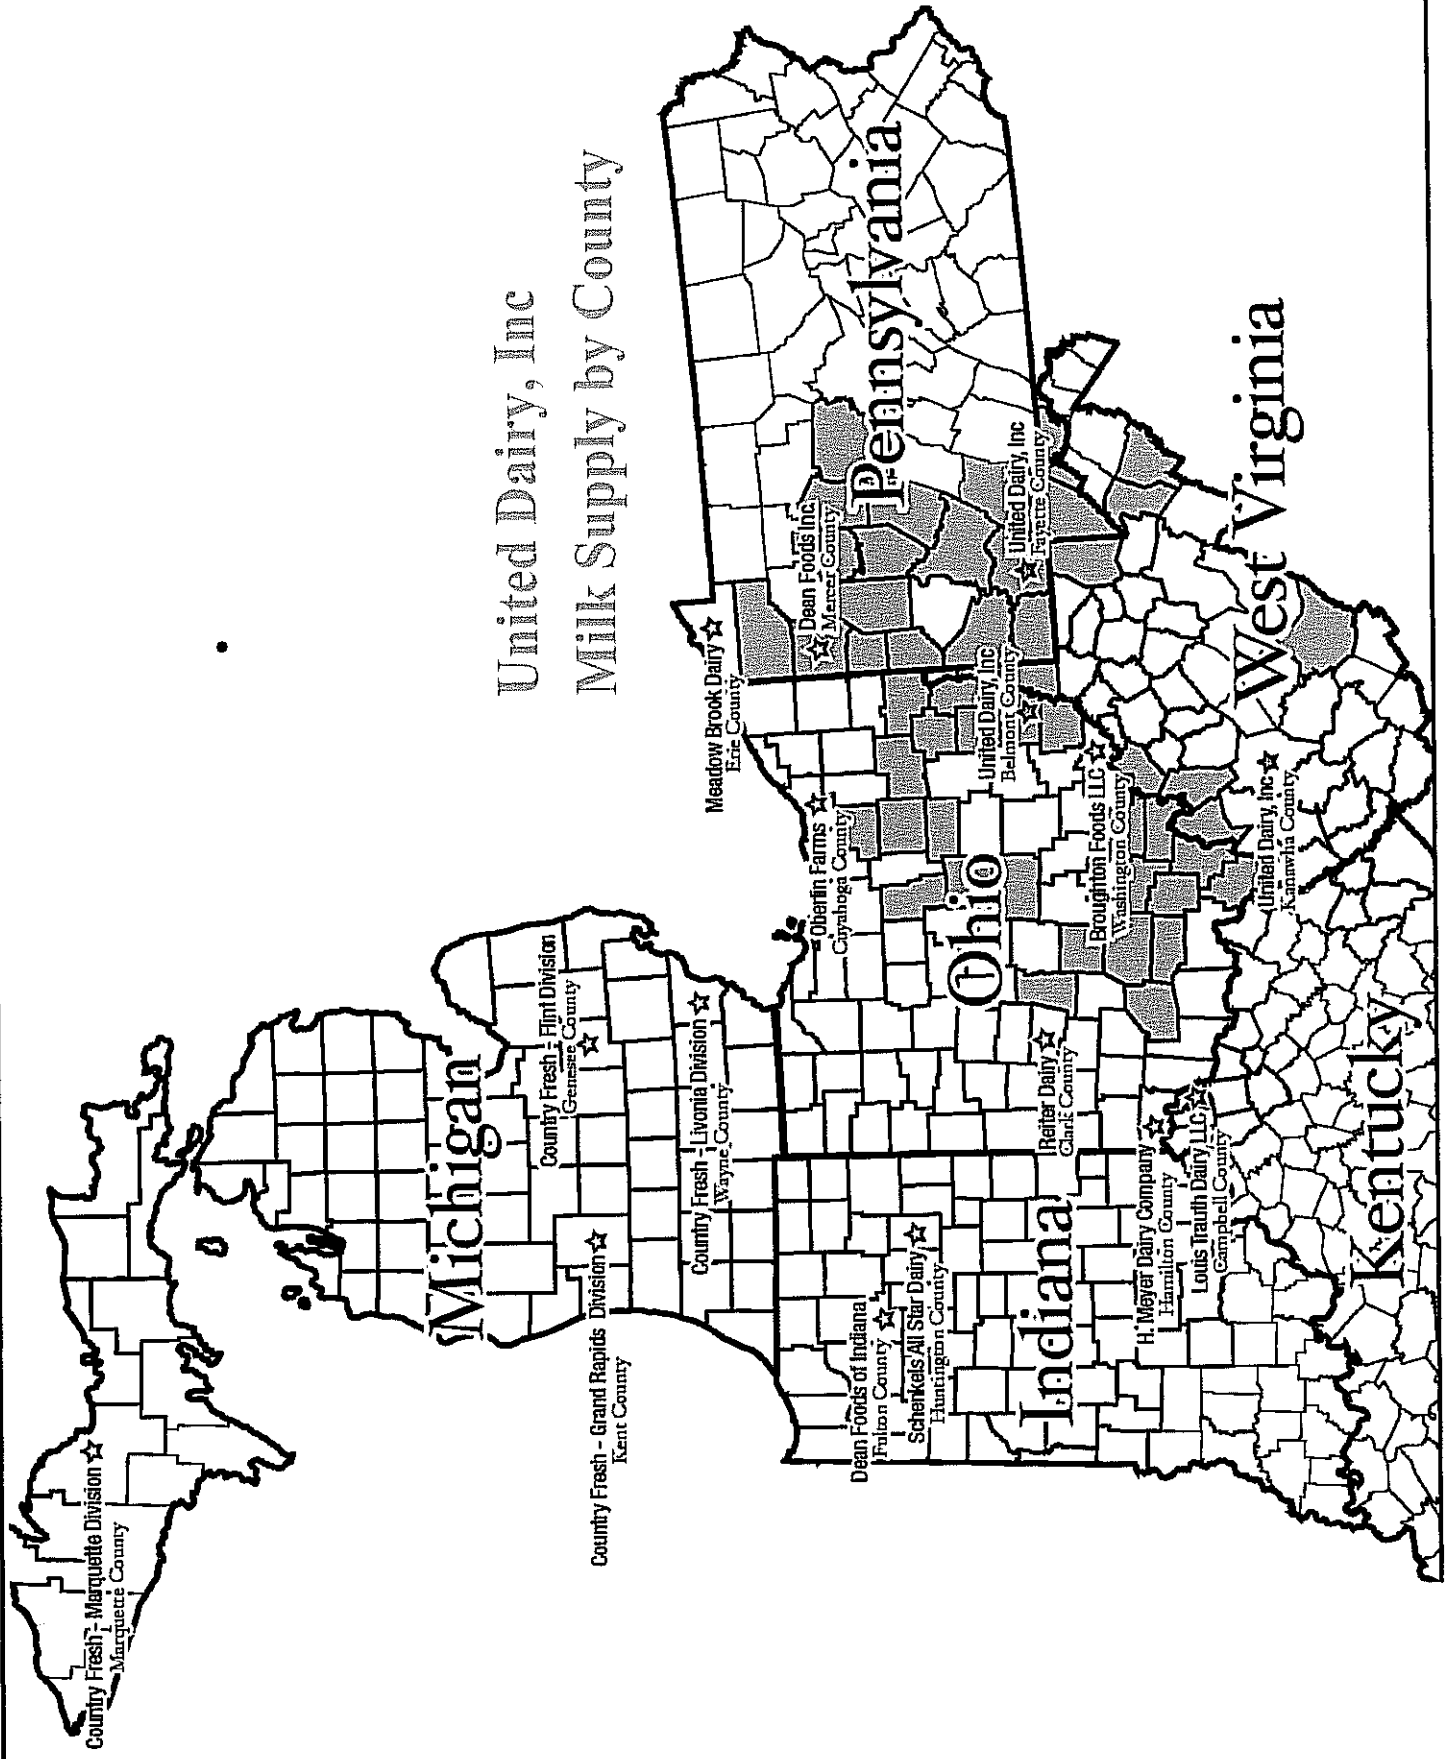 United Dairy, Inc
Milk Supply by County
Country Fresh - Marquette Division
Marquette County
Michigan
Country Fresh - Flint Division
Genesee County
Country Fresh - Grand Rapids Division
Kent County
Country Fresh - Livonia Division
Wayne County
Meadow Brook Dairy
Erie County
Dean Foods Inc.
Mercer County
Pennsylvania
Oberlin Farms
Cuyahoga County
Dean Foods of Indiana
Fulton County
Schenkels All Star Dairy
Huntington County
Ohio
United Dairy, Inc
Belmont County
United Dairy, Inc
Fayette County
Indiana
Reiter Dairy
Clark County
Broughton Foods LLC
Washington County
H. Meyer Dairy Company
Hamilton County
Louis Trauth Dairy LLC
Campbell County
West Virginia
United Dairy, Inc
Kanawha County
Kentucky